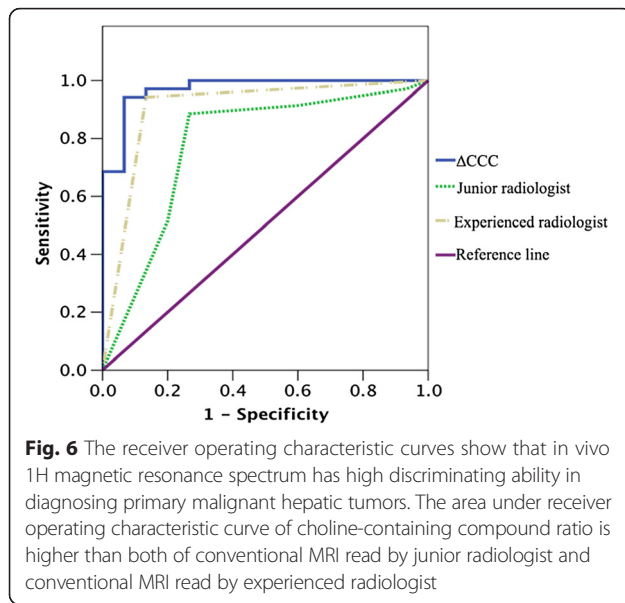 1.0
0.8
0.6
0.4
0.2
0.0
Sensitivity
0.0 0.2 0.4 0.6 0.8 1.0
1 - Specificity
ΔCCC
Junior radiologist
Experienced radiologist
Reference line
Fig. 6 The receiver operating characteristic curves show that in vivo
1H magnetic resonance spectrum has high discriminating ability in
diagnosing primary malignant hepatic tumors. The area under receiver
operating characteristic curve of choline-containing compound ratio is
higher than both of conventional MRI read by junior radiologist and
conventional MRI read by experienced radiologist